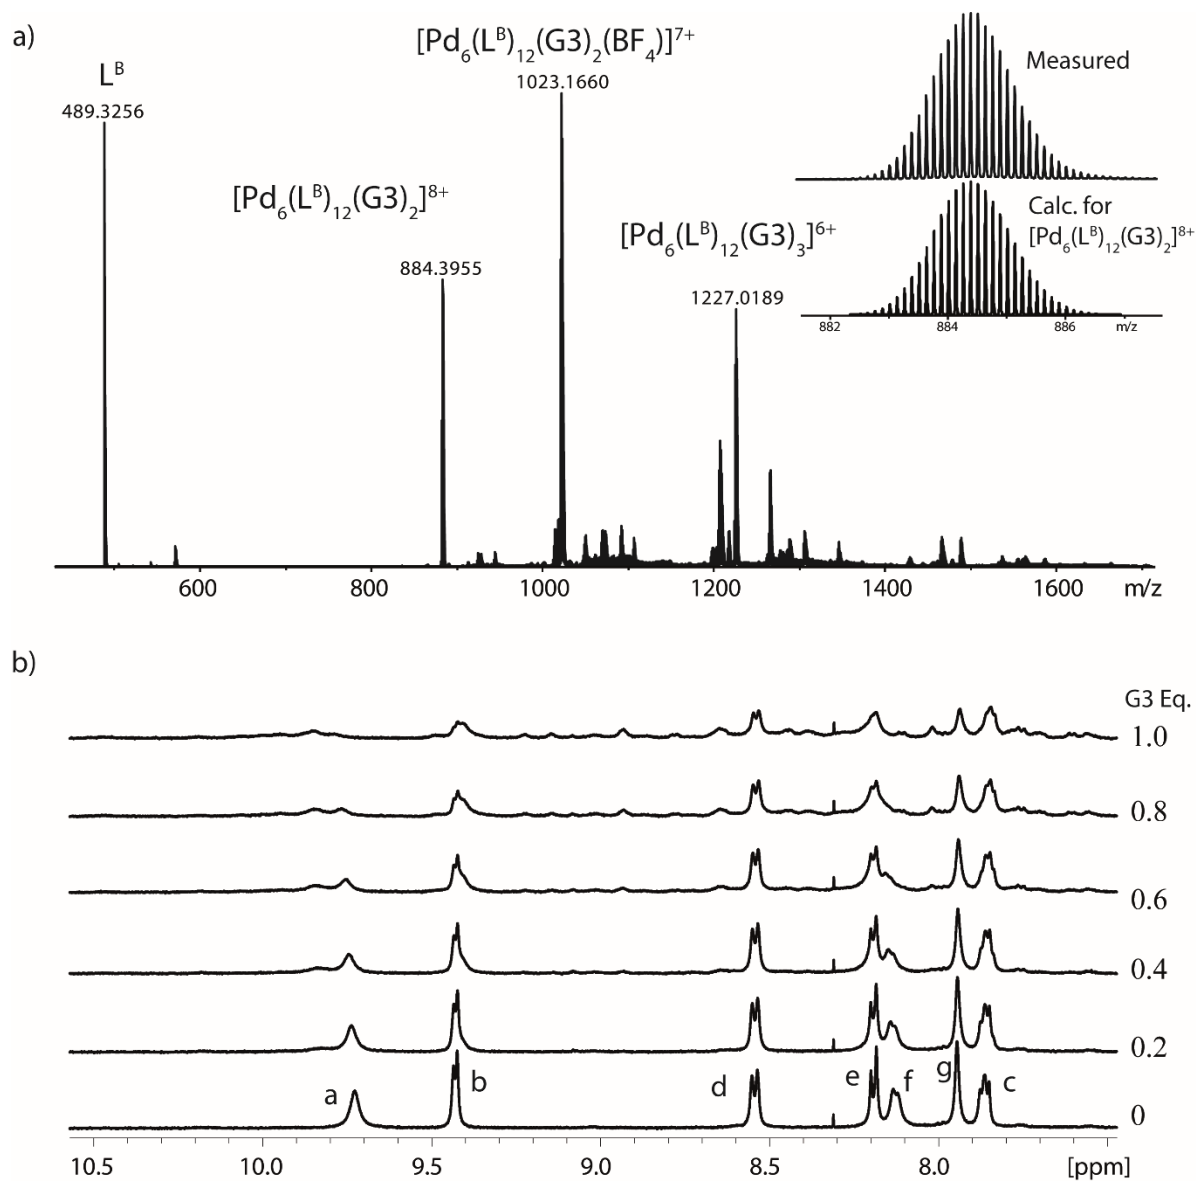 a)
[Pd6(L^B)12(G3)2(BF4)]7+
1023.1660
L^B
489.3256
[Pd6(L^B)12(G3)2]8+
884.3955
[Pd6(L^B)12(G3)3]6+
1227.0189
Measured
Calc. for
[Pd6(L^B)12(G3)2]8+
882 884 886 m/z
600 800 1000 1200 1400 1600 m/z
b)
G3 Eq.
1.0
0.8
0.6
0.4
0.2
a b d e f g c
0
10.5 10.0 9.5 9.0 8.5 8.0 [ppm]